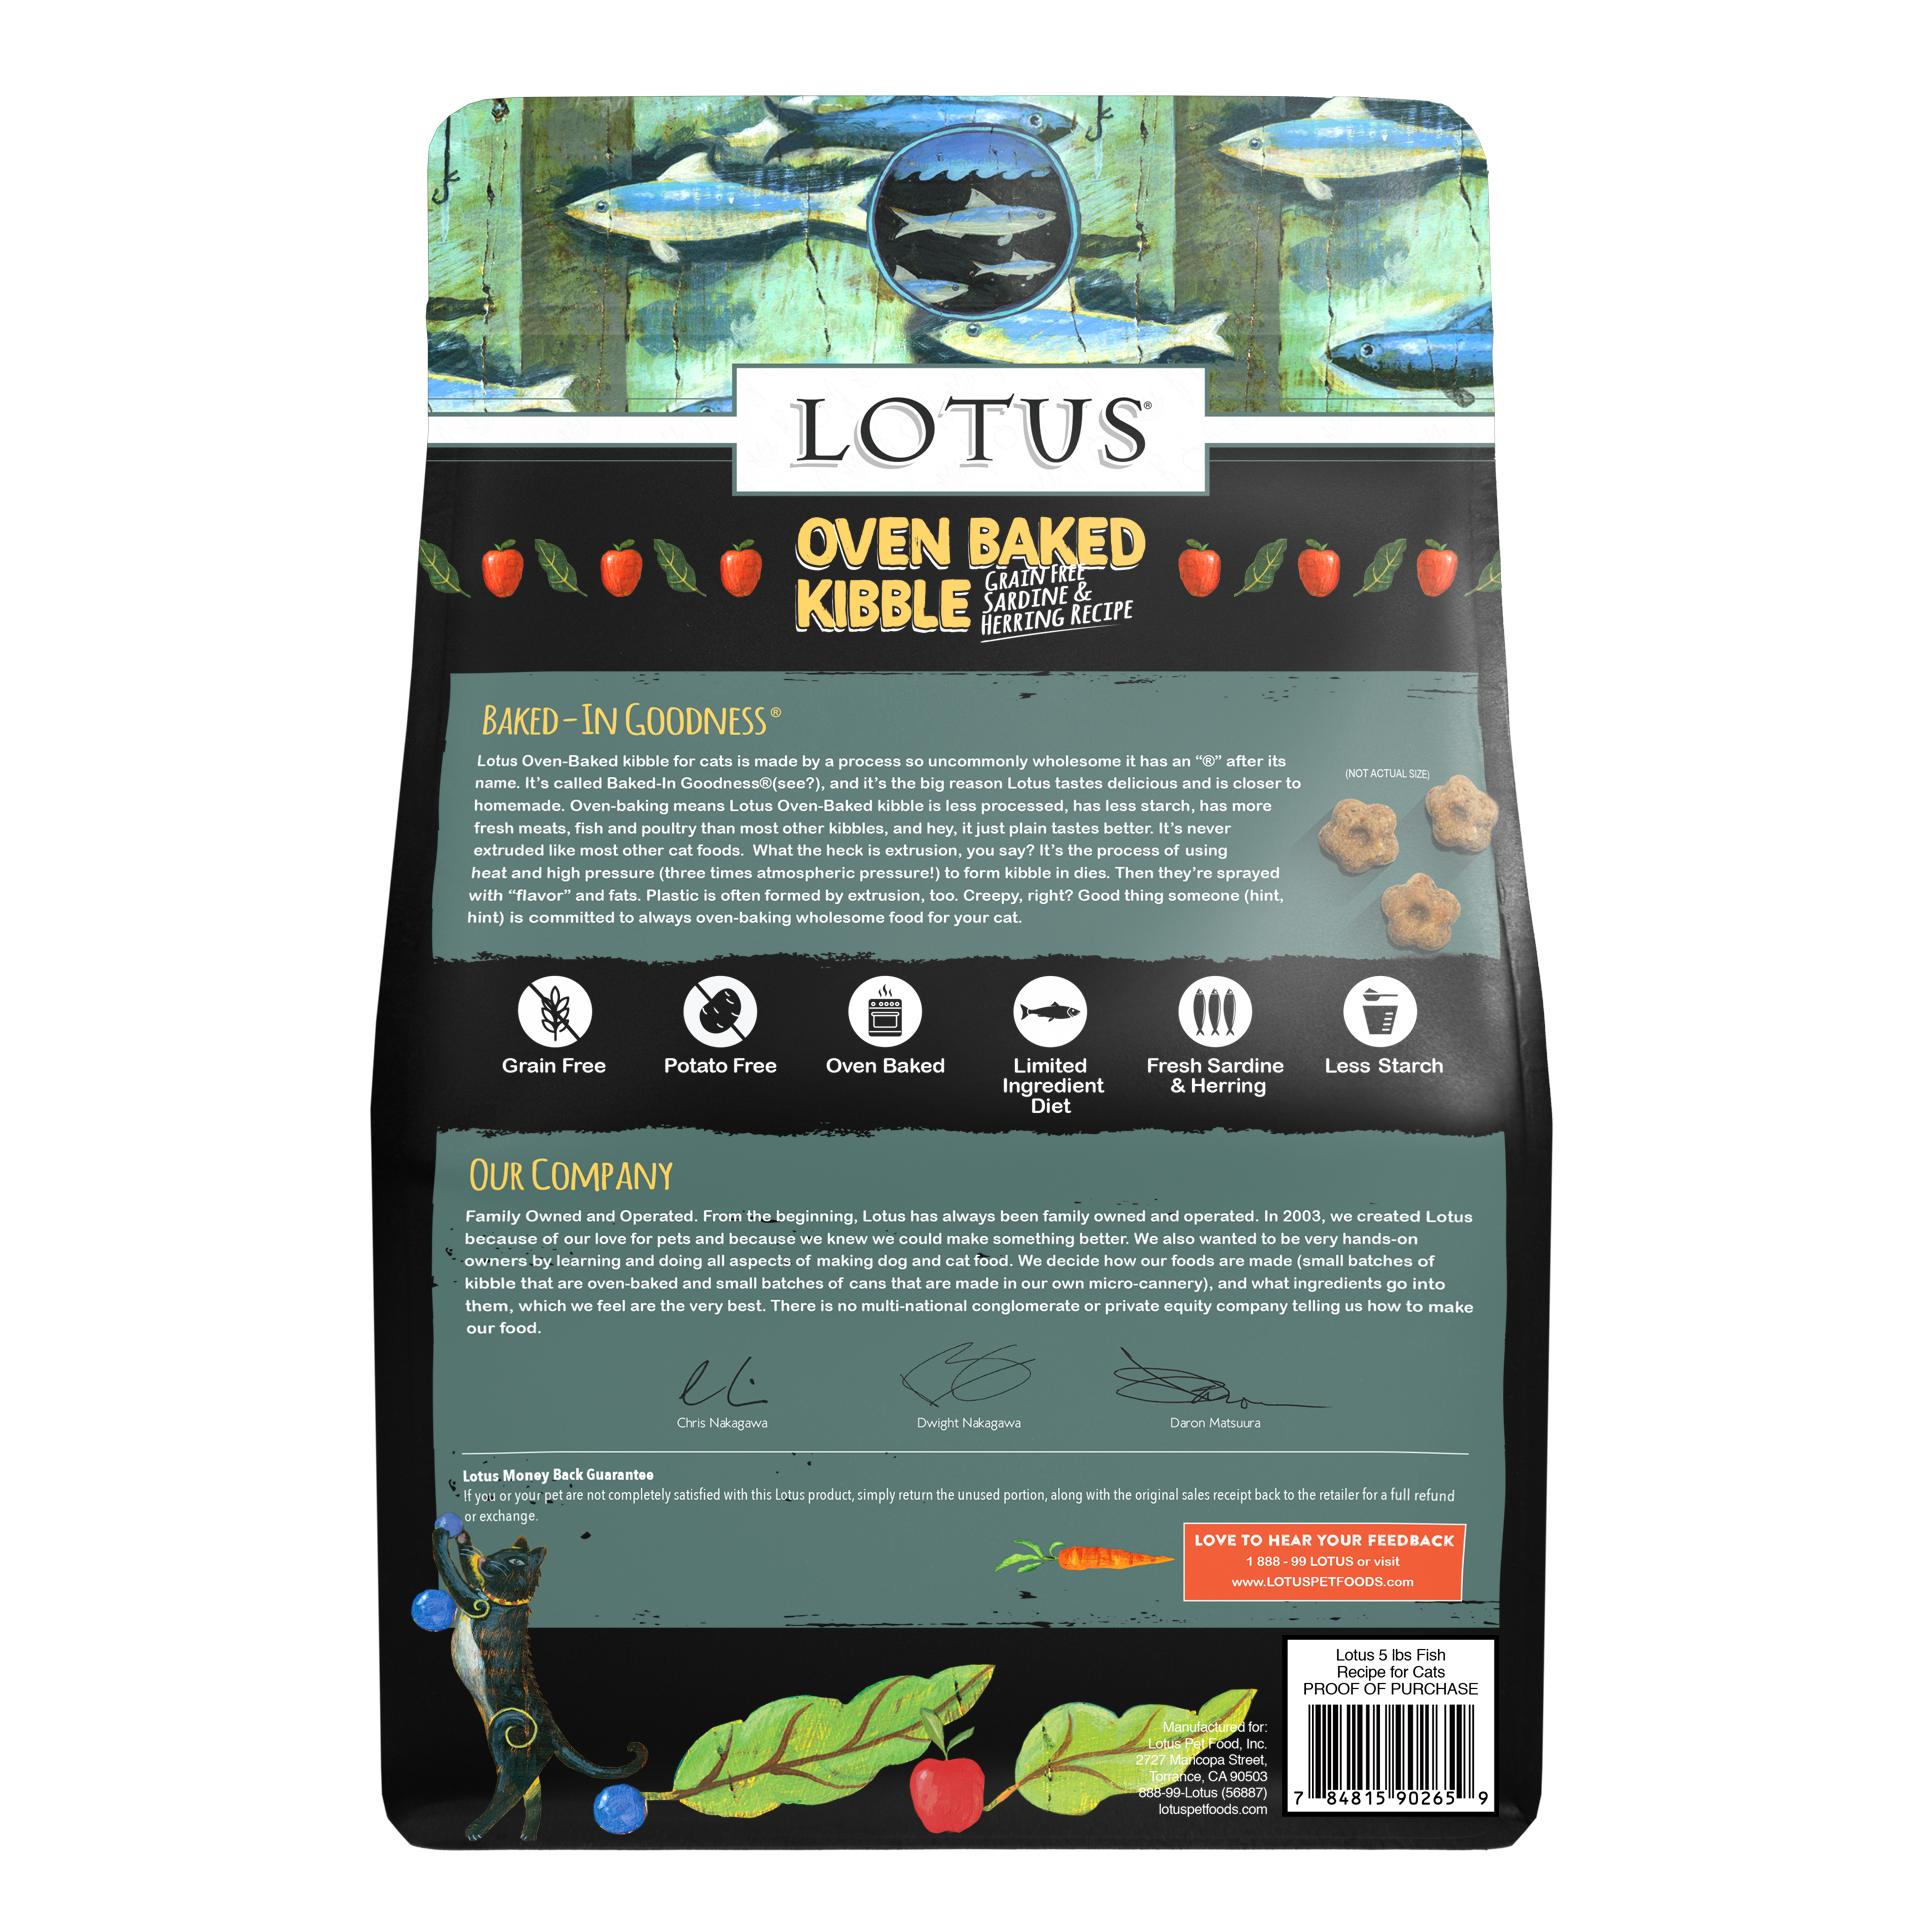 LOTUS®
OVEN BAKED
KIBBLE
GRAIN FREE
SARDINE &
HERRING RECIPE
BAKED-IN GOODNESS®
Lotus Oven-Baked kibble for cats is made by a process so uncommonly wholesome it has an “®” after its
name. It’s called Baked-In Goodness®(see?), and it’s the big reason Lotus tastes delicious and is closer to
homemade. Oven-baking means Lotus Oven-Baked kibble is less processed, has less starch, has more
fresh meats, fish and poultry than most other kibbles, and hey, it just plain tastes better. It’s never
extruded like most other cat foods.  What the heck is extrusion, you say? It’s the process of using
heat and high pressure (three times atmospheric pressure!) to form kibble in dies. Then they’re sprayed
with “flavor” and fats. Plastic is often formed by extrusion, too. Creepy, right? Good thing someone (hint,
hint) is committed to always oven-baking wholesome food for your cat.
(NOT ACTUAL SIZE)
Grain Free
Potato Free
Oven Baked
Limited
Ingredient
Diet
Fresh Sardine
& Herring
Less Starch
OUR COMPANY
Family Owned and Operated. From the beginning, Lotus has always been family owned and operated. In 2003, we created Lotus
because of our love for pets and because we knew we could make something better. We also wanted to be very hands-on
owners by learning and doing all aspects of making dog and cat food. We decide how our foods are made (small batches of
kibble that are oven-baked and small batches of cans that are made in our own micro-cannery), and what ingredients go into
them, which we feel are the very best. There is no multi-national conglomerate or private equity company telling us how to make
our food.
Chris Nakagawa
Dwight Nakagawa
Daron Matsuura
Lotus Money Back Guarantee
If you or your pet are not completely satisfied with this Lotus product, simply return the unused portion, along with the original sales receipt back to the retailer for a full refund
or exchange.
LOVE TO HEAR YOUR FEEDBACK
1 888 - 99 LOTUS or visit
www.LOTUSPETFOODS.com
Manufactured for:
Lotus Pet Food, Inc.
2727 Maricopa Street,
Torrance, CA 90503
888-99-Lotus (56887)
lotuspetfoods.com
Lotus 5 lbs Fish
Recipe for Cats
PROOF OF PURCHASE
7 84815 90265 9